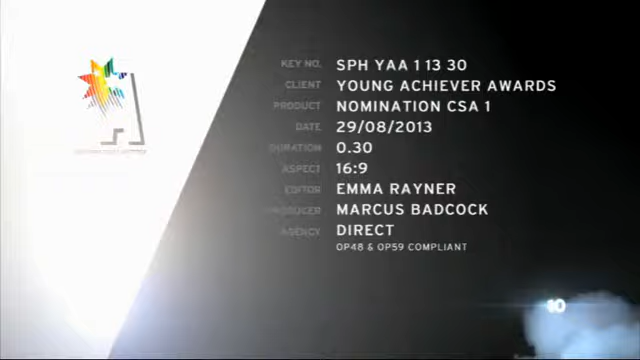 KEY NO. SPH YAA 1 13 30
CLIENT YOUNG ACHIEVER AWARDS
PRODUCT NOMINATION CSA 1
DATE 29/08/2013
DURATION 0.30
ASPECT 16:9
EDITOR EMMA RAYNER
PRODUCER MARCUS BADCOCK
AGENCY DIRECT
OP48 & OP59 COMPLIANT
10